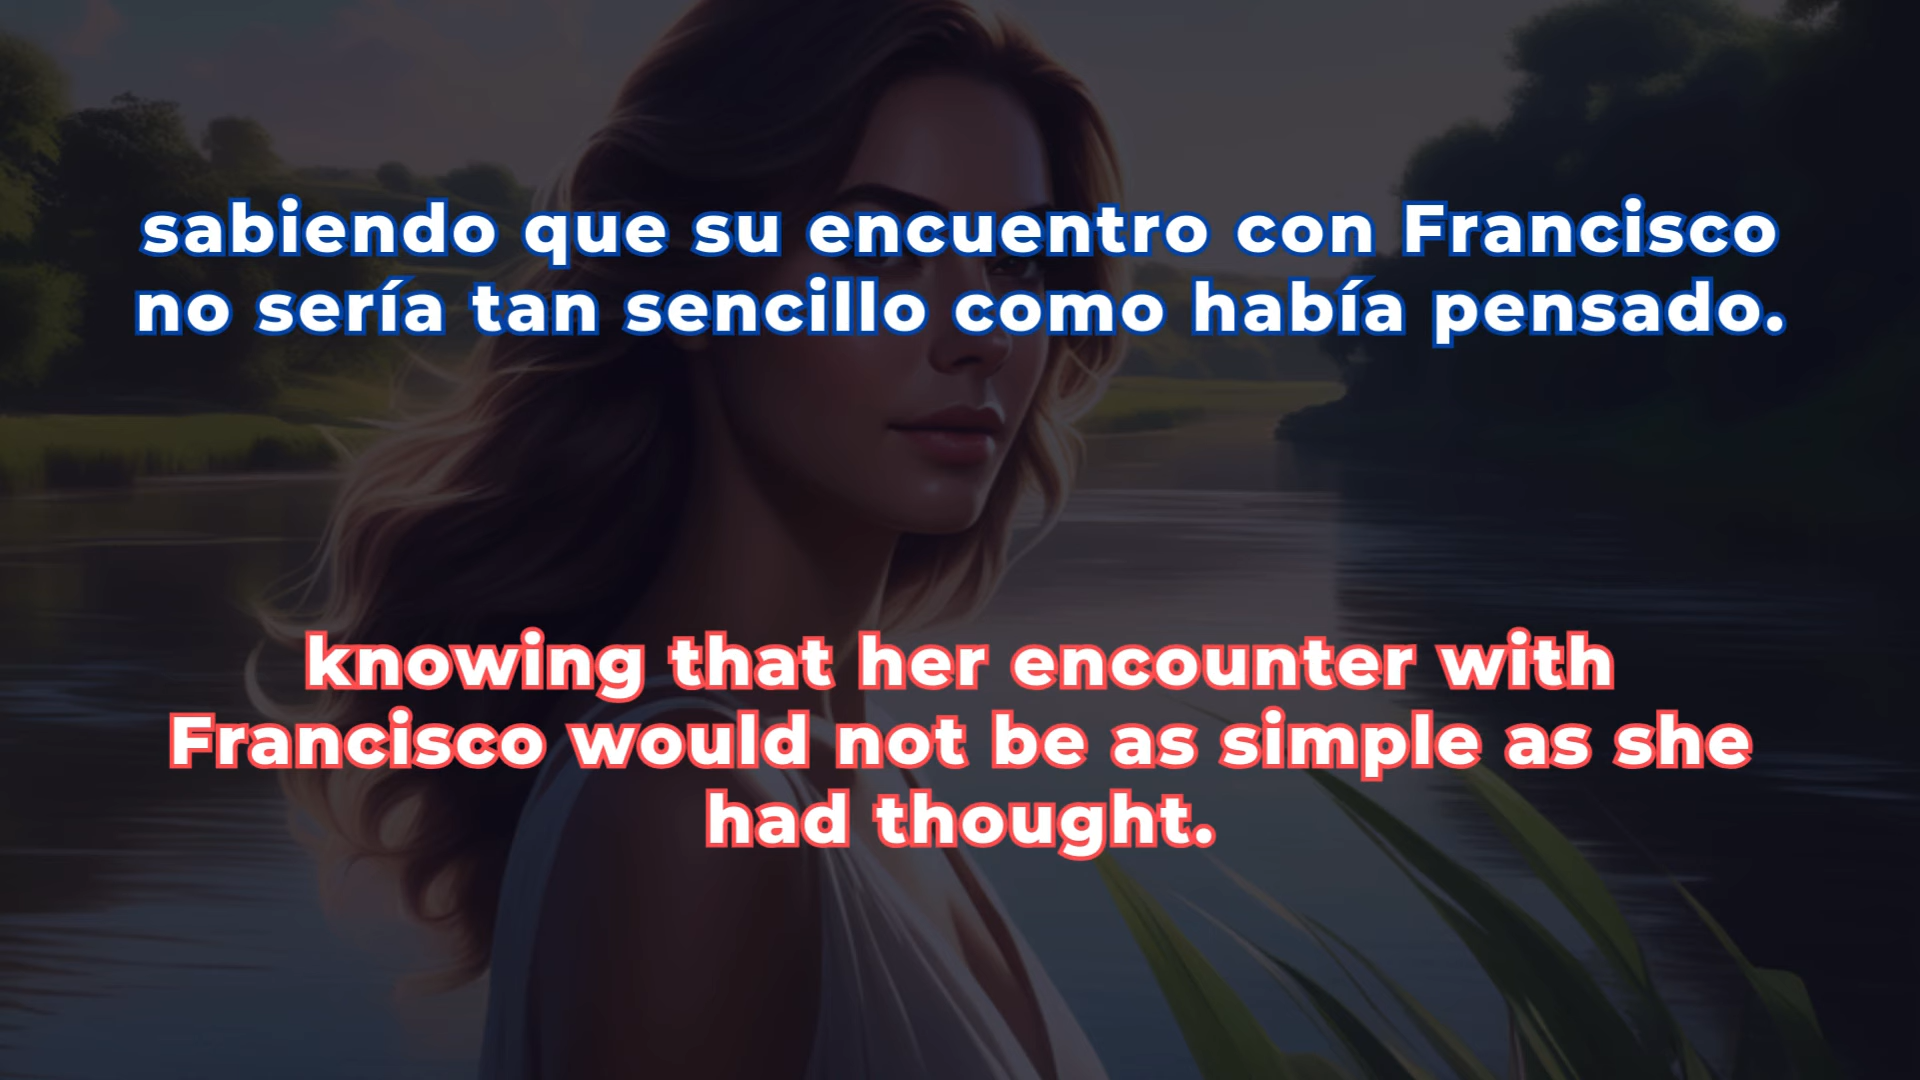 sabiendo que su encuentro con Francisco
no sería tan sencillo como había pensado.
knowing that her encounter with
Francisco would not be as simple as she
had thought.